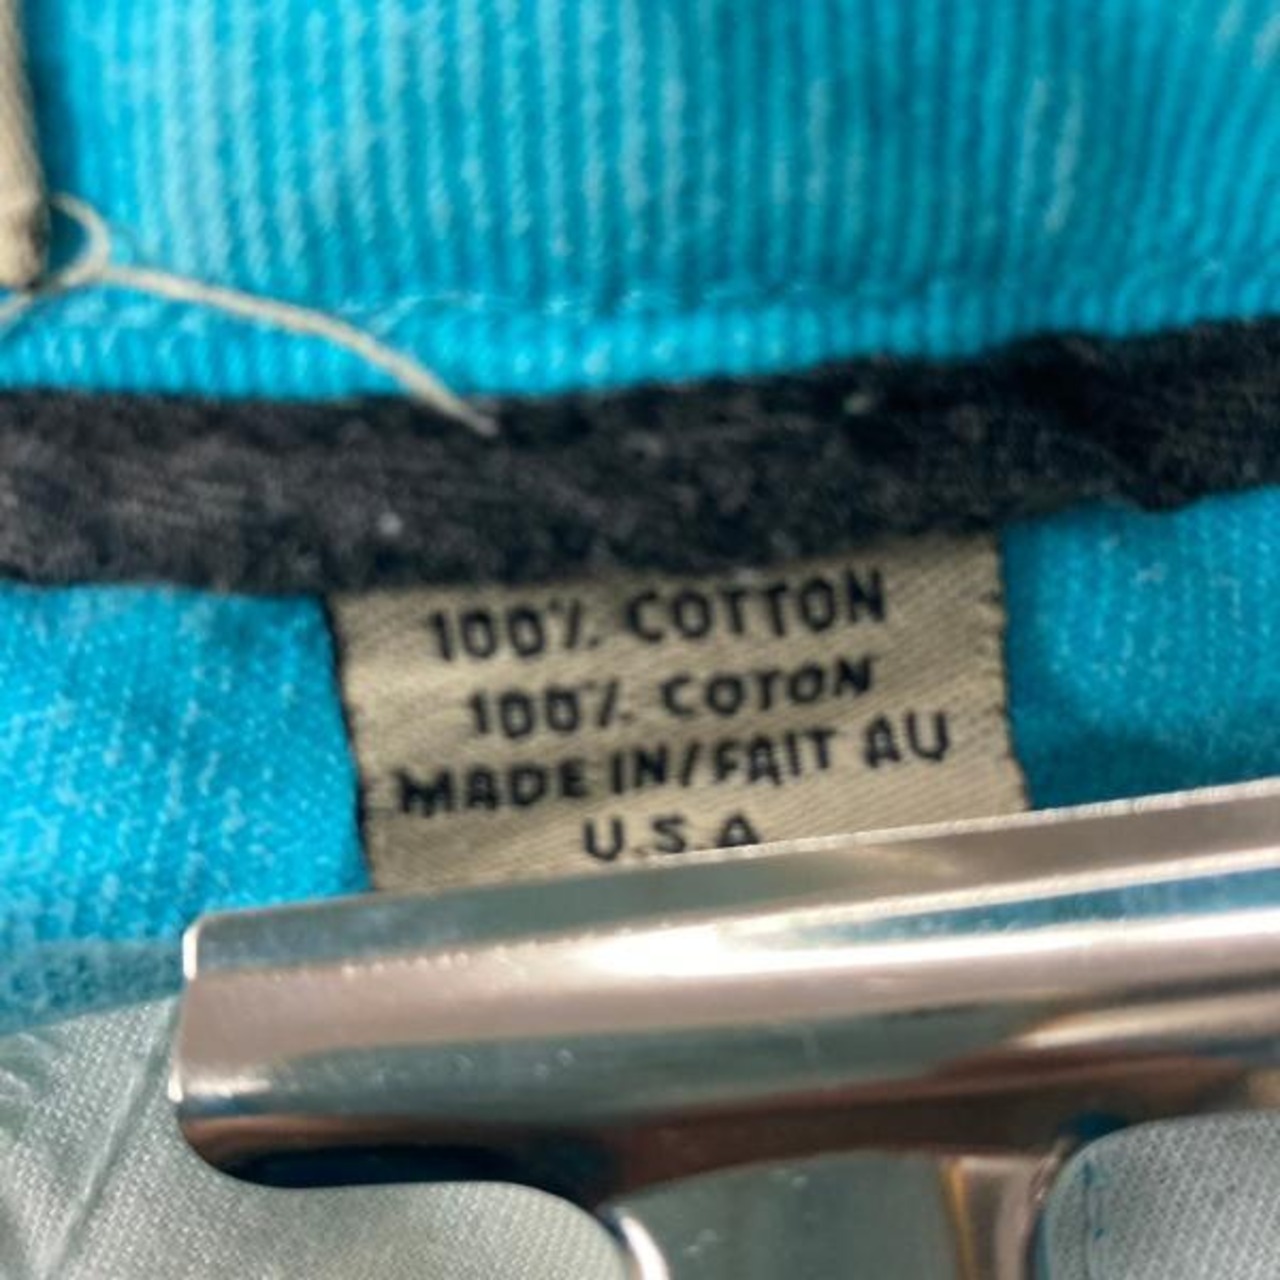 100% COTTON
100% COTON
MADE IN/FAIT AU
U.S.A